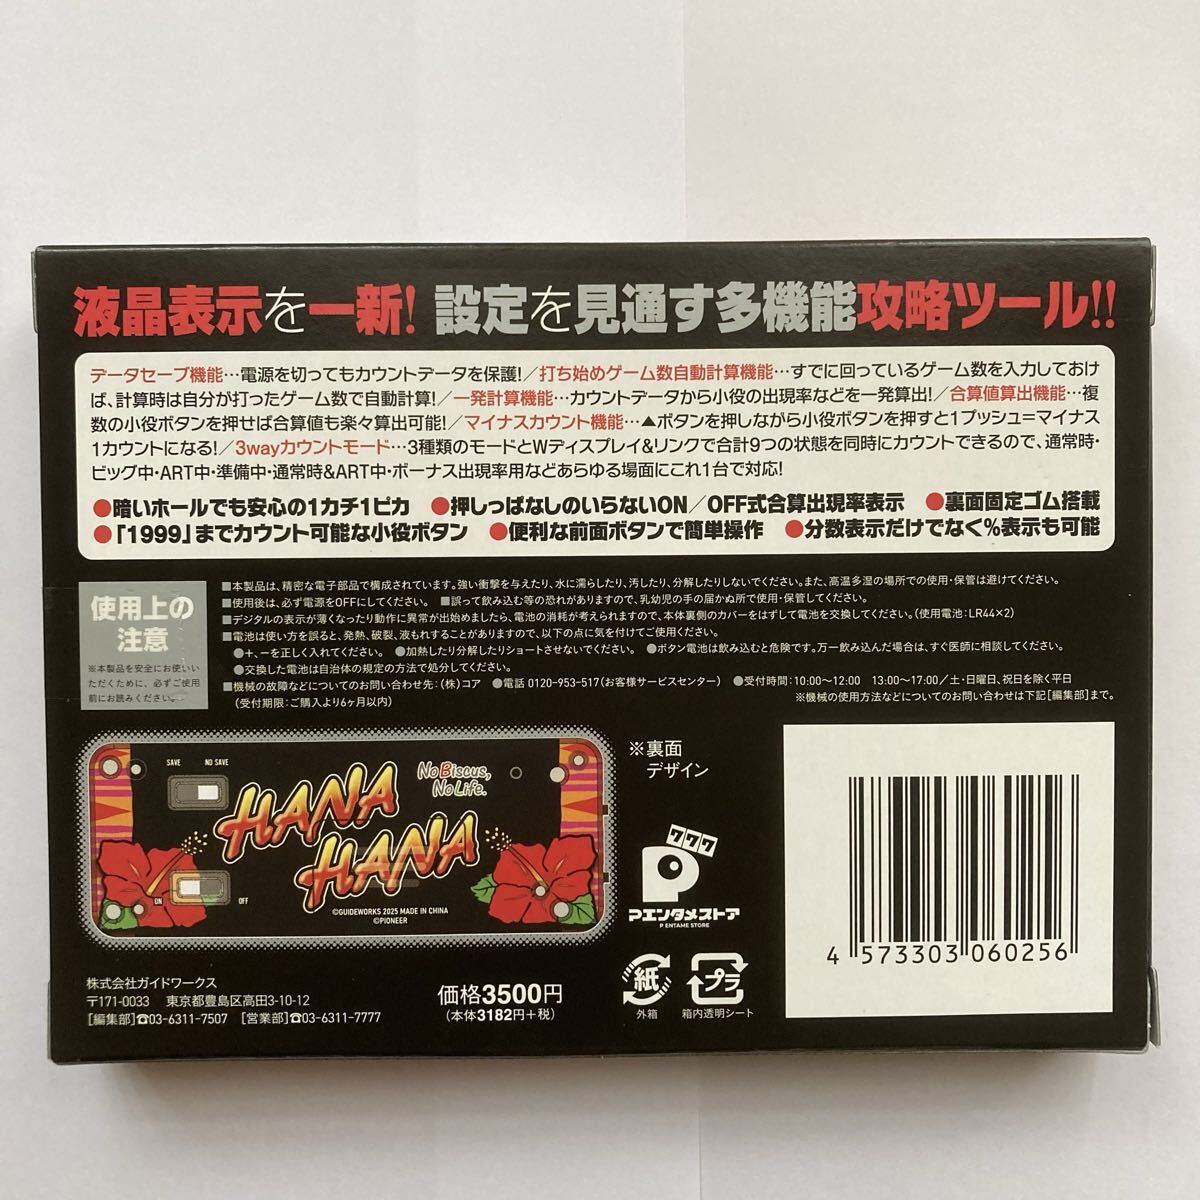 液晶表示を一新! 設定を見通す多機能攻略ツール!!
データセーブ機能…電源を切ってもカウントデータを保護!/打ち始めゲーム数自動計算機能…すでに回っているゲーム数を入力しておけ
ば、計算時は自分が打ったゲーム数で自動計算!/一発計算機能…カウントデータから小役の出現率などを一発算出!/合算値算出機能…複
数の小役ボタンを押せば合算値も楽々算出可能!/マイナスカウント機能…▲ボタンを押しながら小役ボタンを押すと1プッシュ=マイナス
1カウントになる!/3wayカウントモード…3種類のモードとWディスプレイ&リンクで合計9つの状態を同時にカウントできるので、通常時・
ビッグ中・ART中・準備中・通常時&ART中・ボーナス出現率用などあらゆる場面にこれ1台で対応!
●暗いホールでも安心の1カチ1ピカ ●押しっぱなしのいらないON/OFF式合算出現率表示 ●裏面固定ゴム搭載
●「1999」までカウント可能な小役ボタン ●便利な前面ボタンで簡単操作 ●分数表示だけでなく%表示も可能
使用上の
注意
※本製品を安全にお使いい
ただくために、必ずご使用
前にお読みください。
■本製品は、精密な電子部品で構成されています。強い衝撃を与えたり、水に濡らしたり、汚したり、分解したりしないでください。また、高温多湿の場所での使用・保管は避けてください。
■使用後は、必ず電源をOFFにしてください。 ■誤って飲み込む等の恐れがありますので、乳幼児の手の届かぬ所で使用・保管してください。
■デジタルの表示が薄くなったり動作に異常が出始めましたら、電池の消耗が考えられますので、本体裏側のカバーをはずして電池を交換してください。(使用電池:LR44×2)
■電池は使い方を誤ると、発熱、破裂、液もれすることがありますので、以下の点に気を付けてご使用ください。
●+、-を正しく入れてください。 ●加熱したり分解したりショートさせないでください。 ●ボタン電池は飲み込むと危険です。万一飲み込んだ場合は、すぐ医師に相談してください。
●交換した電池は自治体の規定の方法で処分してください。
■機械の故障などについてのお問い合わせ先:(株)コア ●電話 0120-953-517(お客様サービスセンター) ●受付時間:10:00~12:00 13:00~17:00/土・日曜日、祝日を除く平日
(受付期限:ご購入より6ヶ月以内) ※機械の使用方法などについてのお問い合わせは下記[編集部]まで。
SAVE NO SAVE
HANA
HANA
NoBiscus,
NoLife.
ON OFF
©GUIDEWORKS 2025 MADE IN CHINA
©PIONEER
※裏面
デザイン
777
P
Pエンタメストア
P ENTAME STORE
株式会社ガイドワークス
〒171-0033 東京都豊島区高田3-10-12
[編集部]☎03-6311-7507 [営業部]☎03-6311-7777
価格3500円
(本体3182円+税)
紙
外箱
プラ
箱内透明シート
4 573303 060256